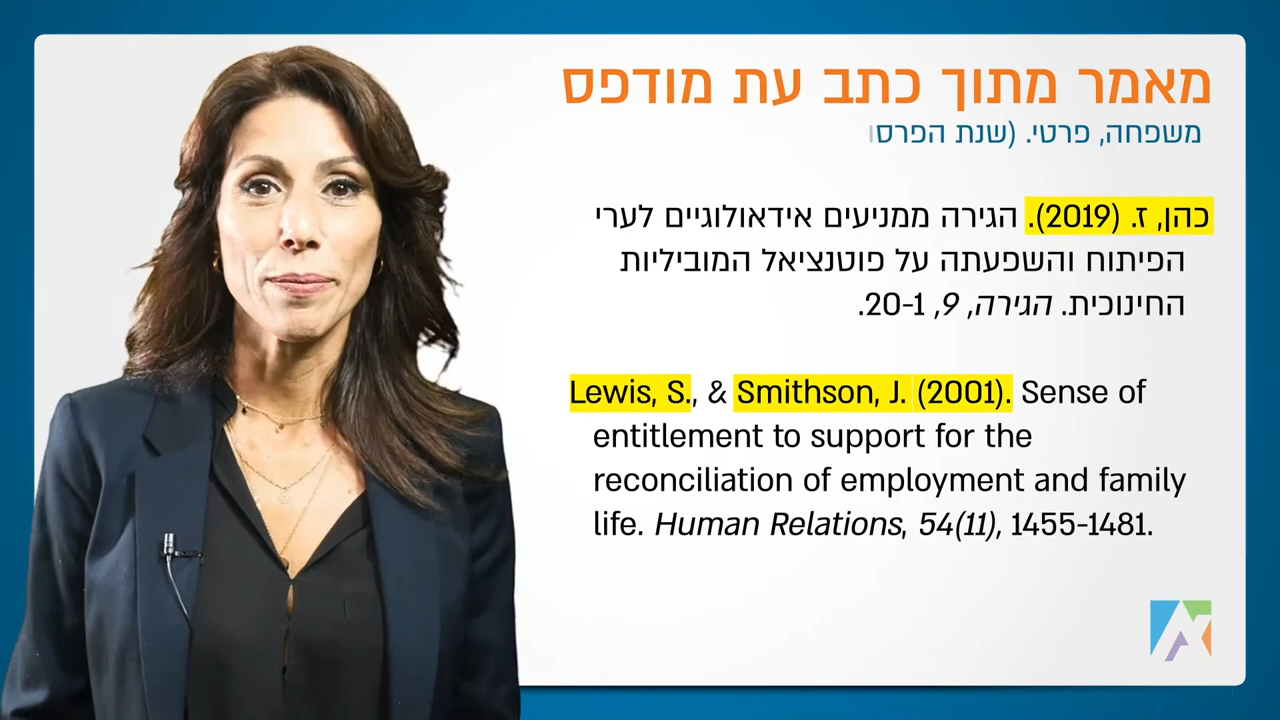 מאמר מתוך כתב עת מודפס
משפחה, פרטי. (שנת הפרס
כהן, ז. (2019). הגירה ממניעים אידאולוגיים לערי
הפיתוח והשפעתה על פוטנציאל המוביליות
החינוכית. הגירה, 9, 20-1.
Lewis, S., & Smithson, J. (2001). Sense of
entitlement to support for the
reconciliation of employment and family
life. Human Relations, 54(11), 1455-1481.